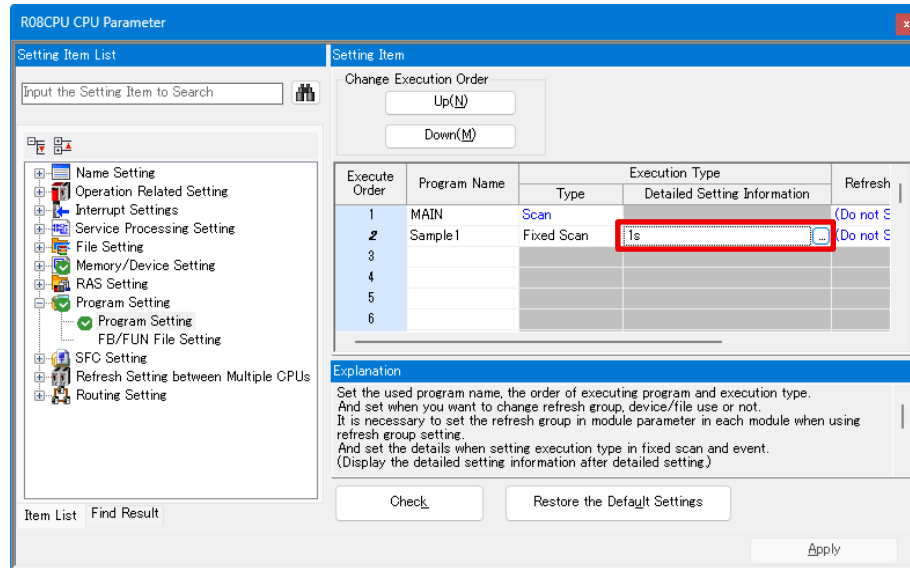 R08CPU CPU Parameter
Setting Item List
Input the Setting Item to Search
Name Setting
Operation Related Setting
Interrupt Settings
Service Processing Setting
File Setting
Memory/Device Setting
RAS Setting
Program Setting
Program Setting
FB/FUN File Setting
SFC Setting
Refresh Setting between Multiple CPUs
Routing Setting
Item List Find Result
Setting Item
Change Execution Order
Up(N)
Down(M)
Execute Order Program Name Execution Type Refresh
Type Detailed Setting Information
1 MAIN Scan (Do not S
2 Sample1 Fixed Scan 1s ... (Do not S
3
4
5
6
Explanation
Set the used program name, the order of executing program and execution type.
And set when you want to change refresh group, device/file use or not.
It is necessary to set the refresh group in module parameter in each module when using
refresh group setting.
And set the details when setting execution type in fixed scan and event.
(Display the detailed setting information after detailed setting.)
Check Restore the Default Settings
Apply